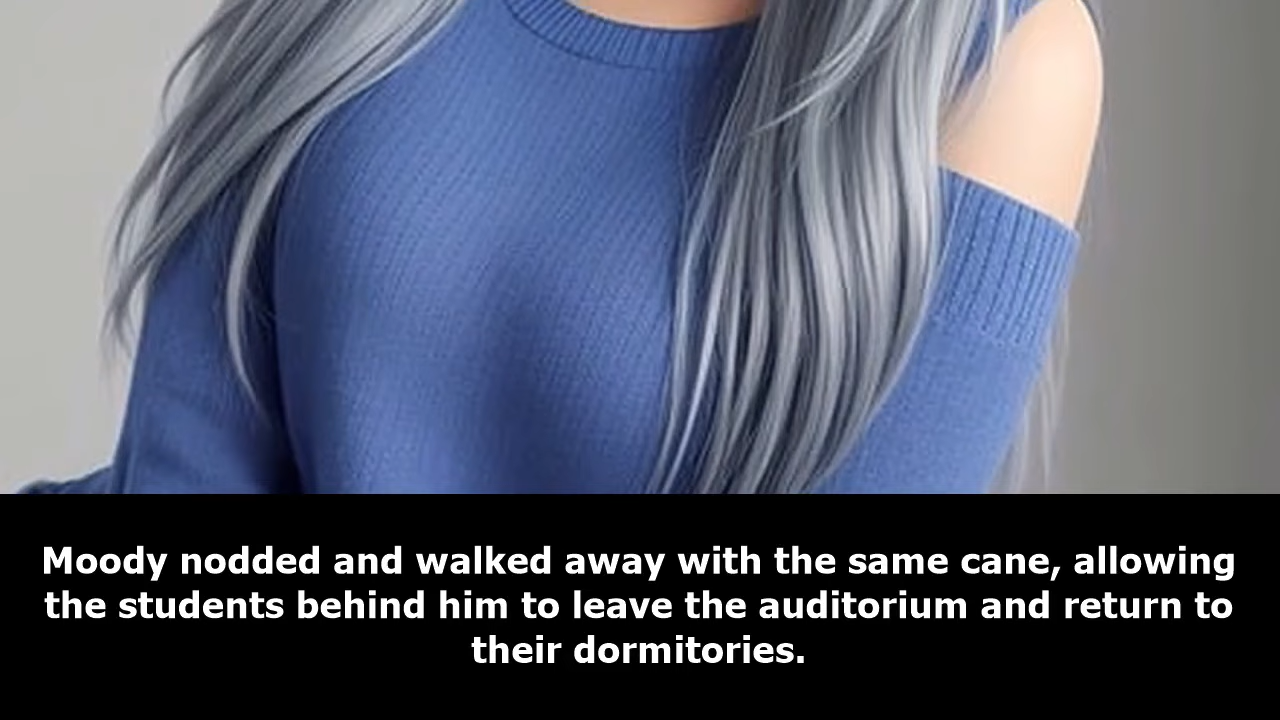 Moody nodded and walked away with the same cane, allowing
the students behind him to leave the auditorium and return to
their dormitories.